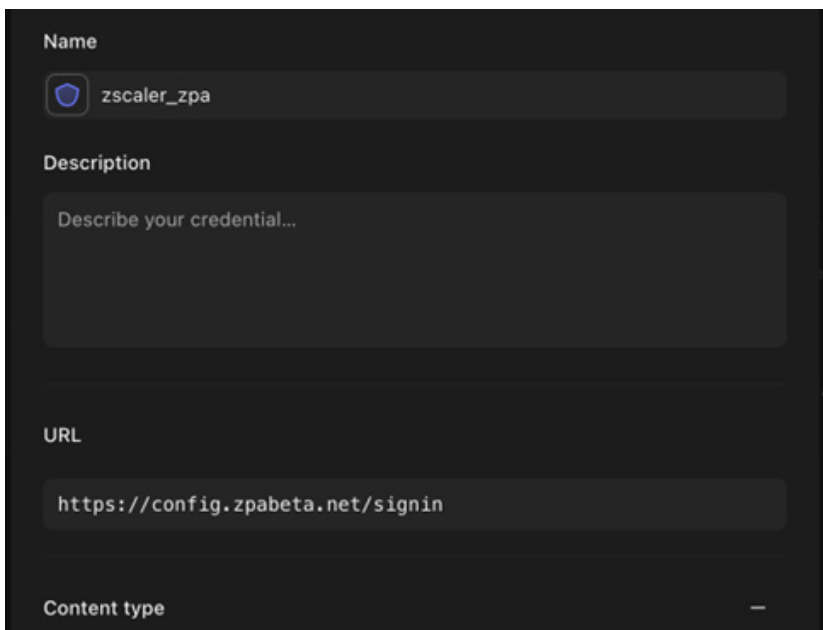 Name
zscaler_zpa
Description
Describe your credential...
URL
https://config.zpabeta.net/signin
Content type